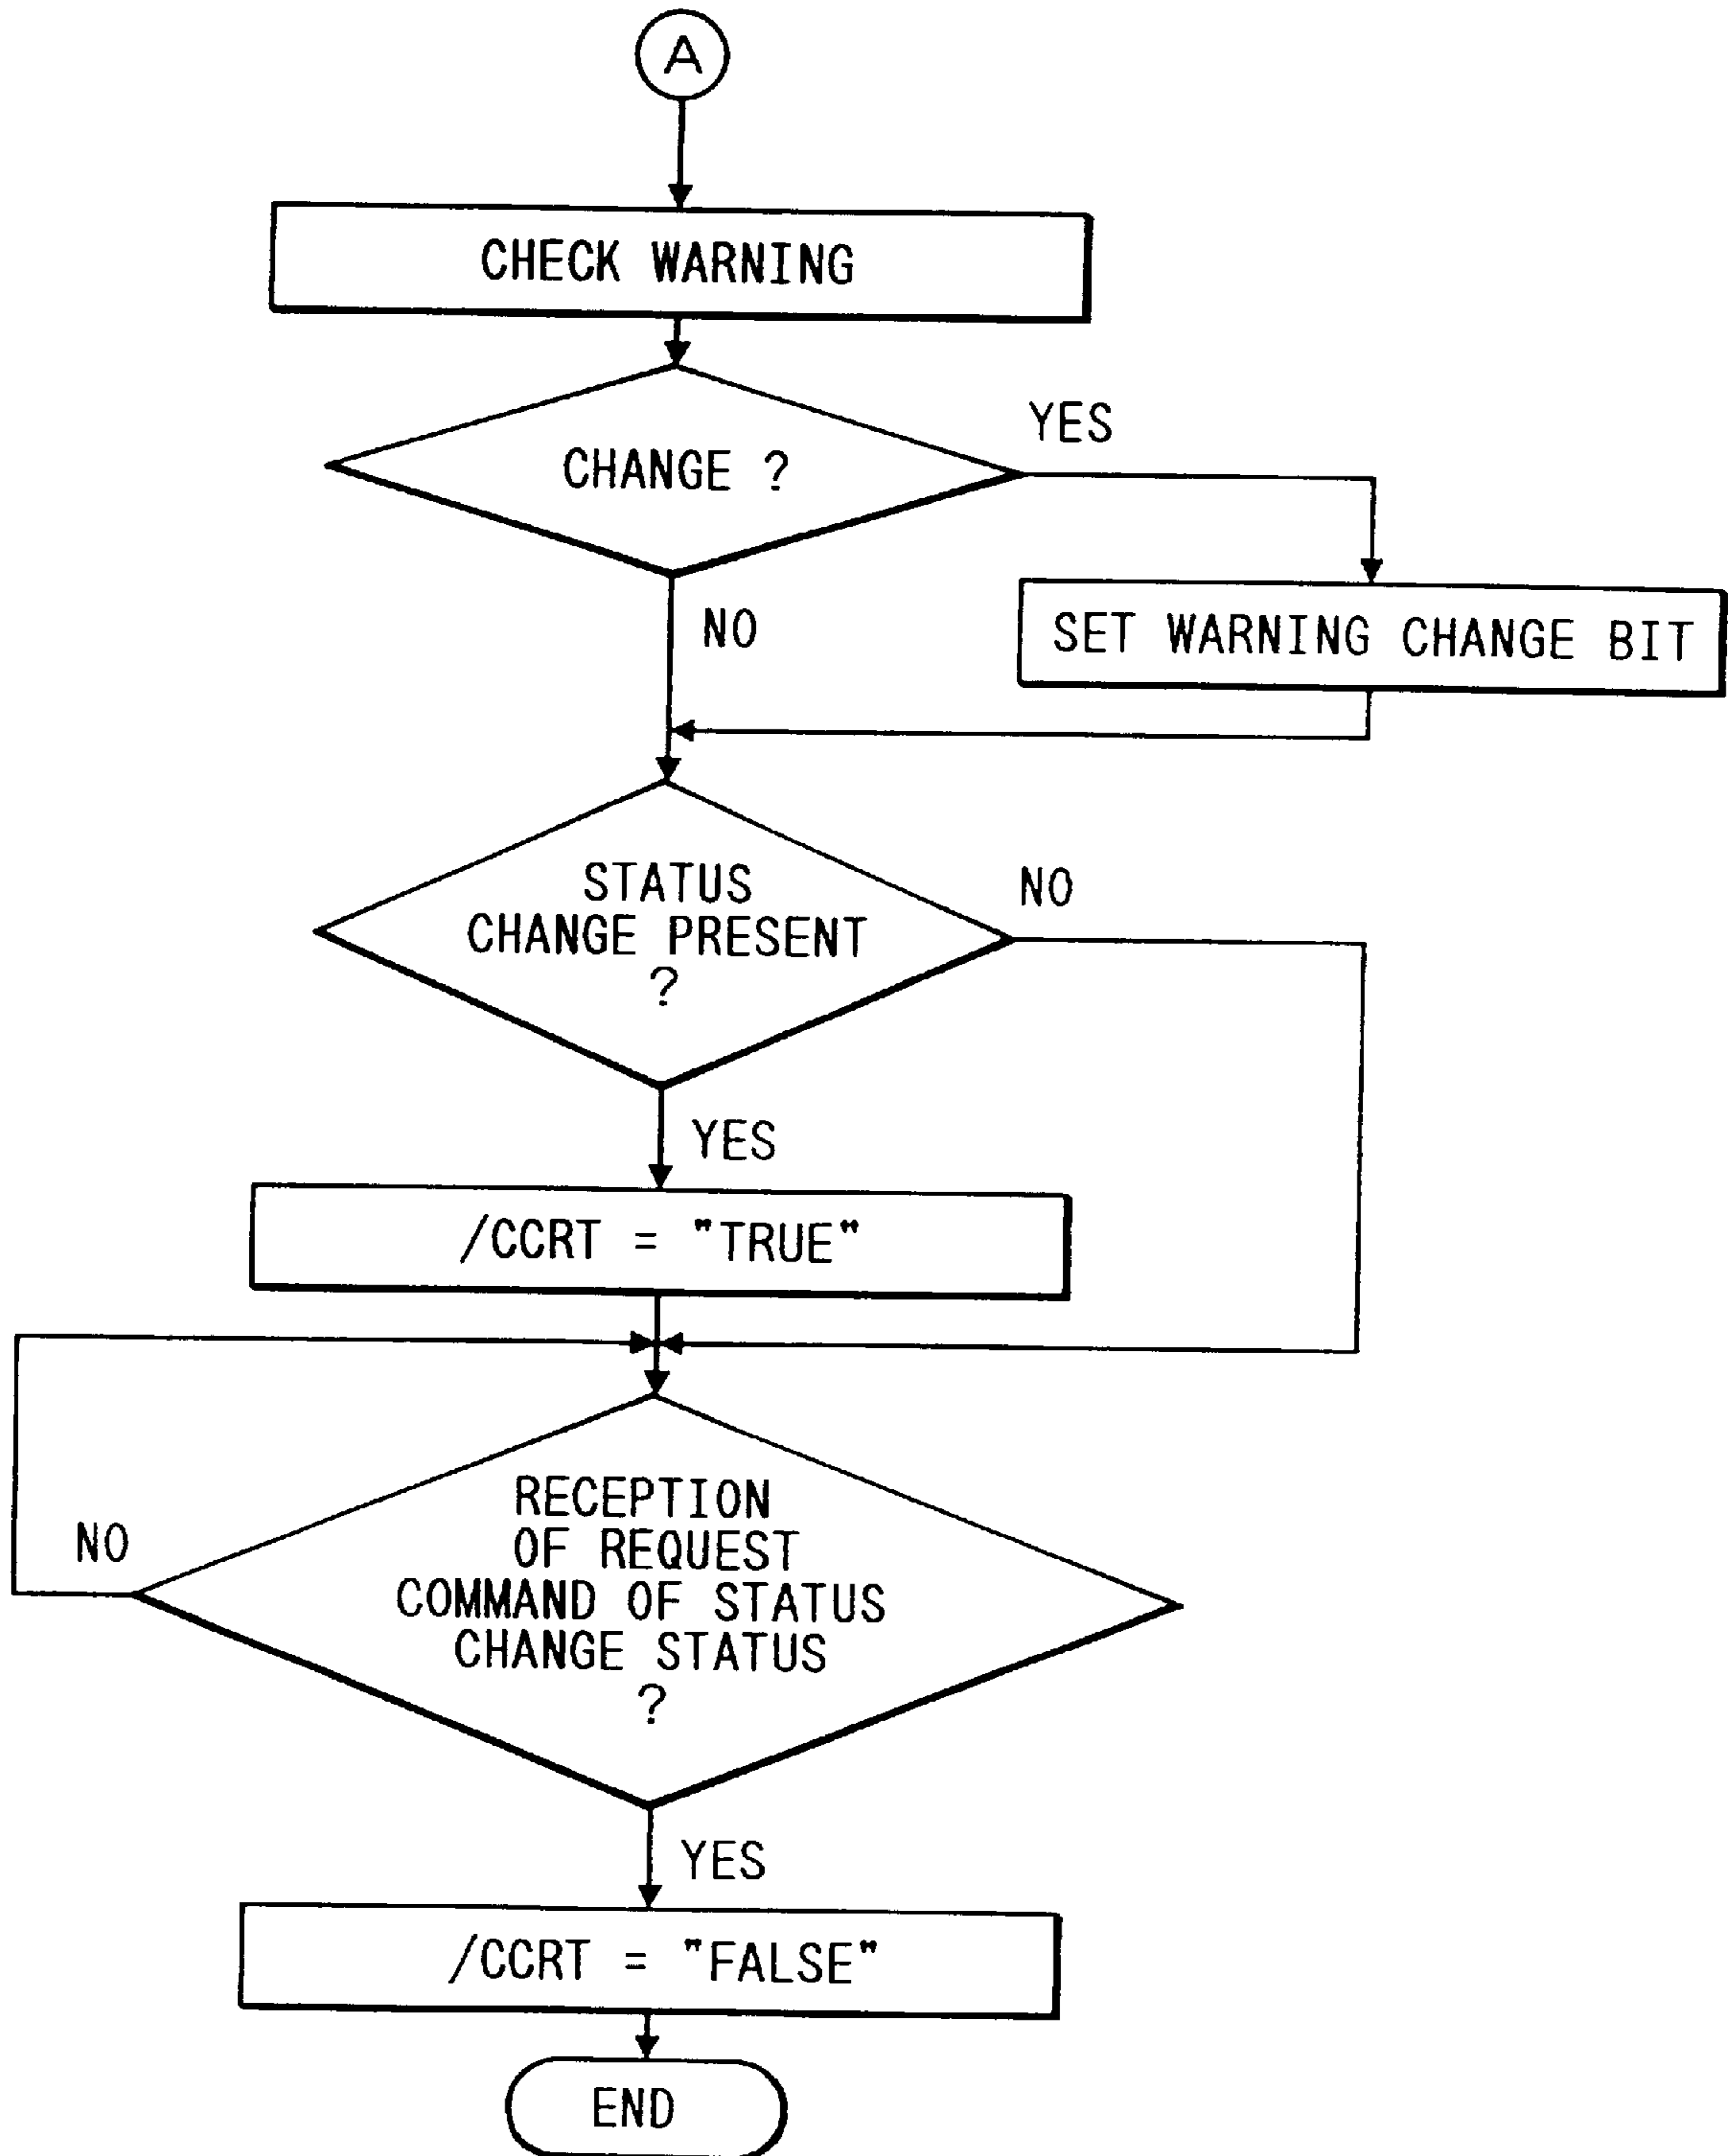 A
CHECK WARNING
CHANGE ?
YES
NO
SET WARNING CHANGE BIT
STATUS
CHANGE PRESENT
?
NO
YES
/CCRT = "TRUE"
RECEPTION
OF REQUEST
COMMAND OF STATUS
CHANGE STATUS
?
NO
YES
/CCRT = "FALSE"
END